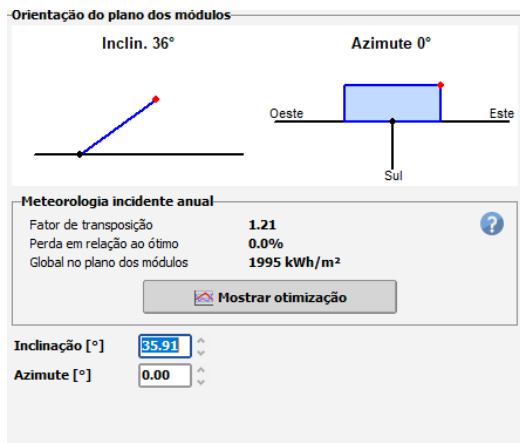 Orientação do plano dos módulos
Inclin. 36°
Azimute 0°
Oeste
Este
Sul
Meteorologia incidente anual
Fator de transposição 1.21
Perda em relação ao ótimo 0.0%
Global no plano dos módulos 1995 kWh/m²
?
Mostrar otimização
Inclinação [°] 35.91
Azimute [°] 0.00